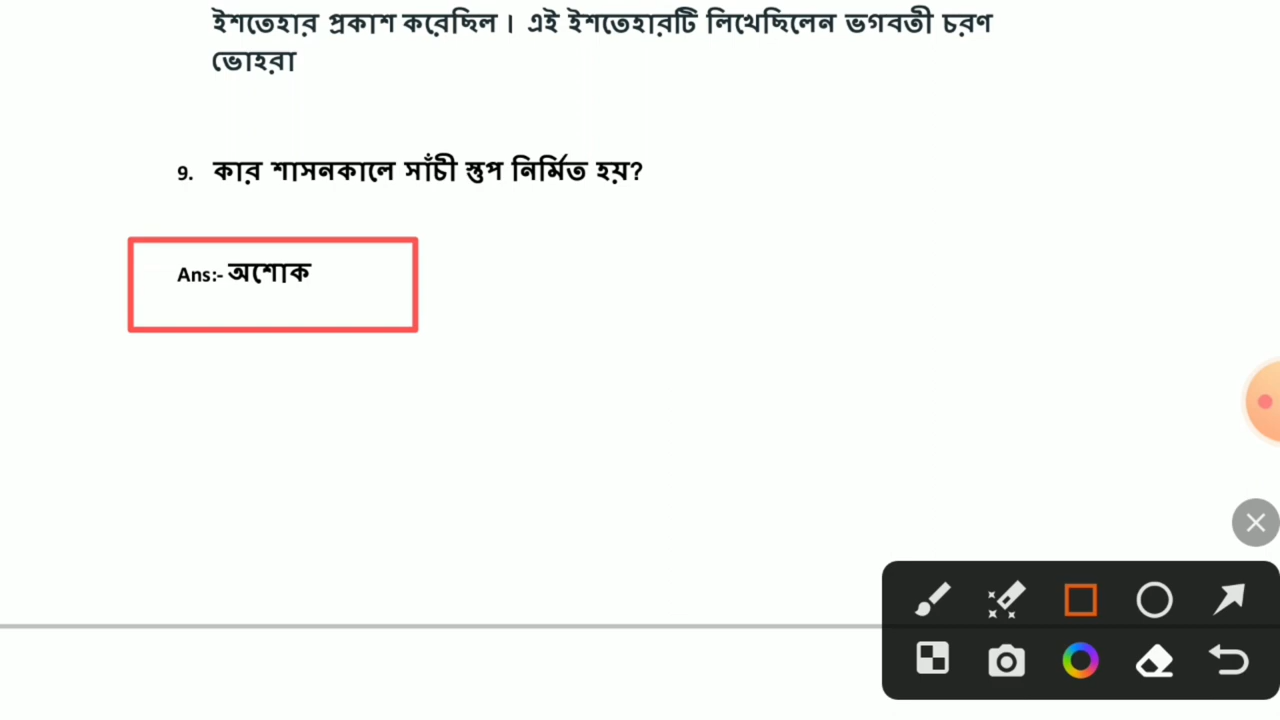 ইশতেহার প্রকাশ করেছিল। এই ইশতেহারটি লিখেছিলেন ভগবতী চরণ
ভোহরা
9. কার শাসনকালে সাঁচী স্তুপ নির্মিত হয়?
Ans:- অশোক